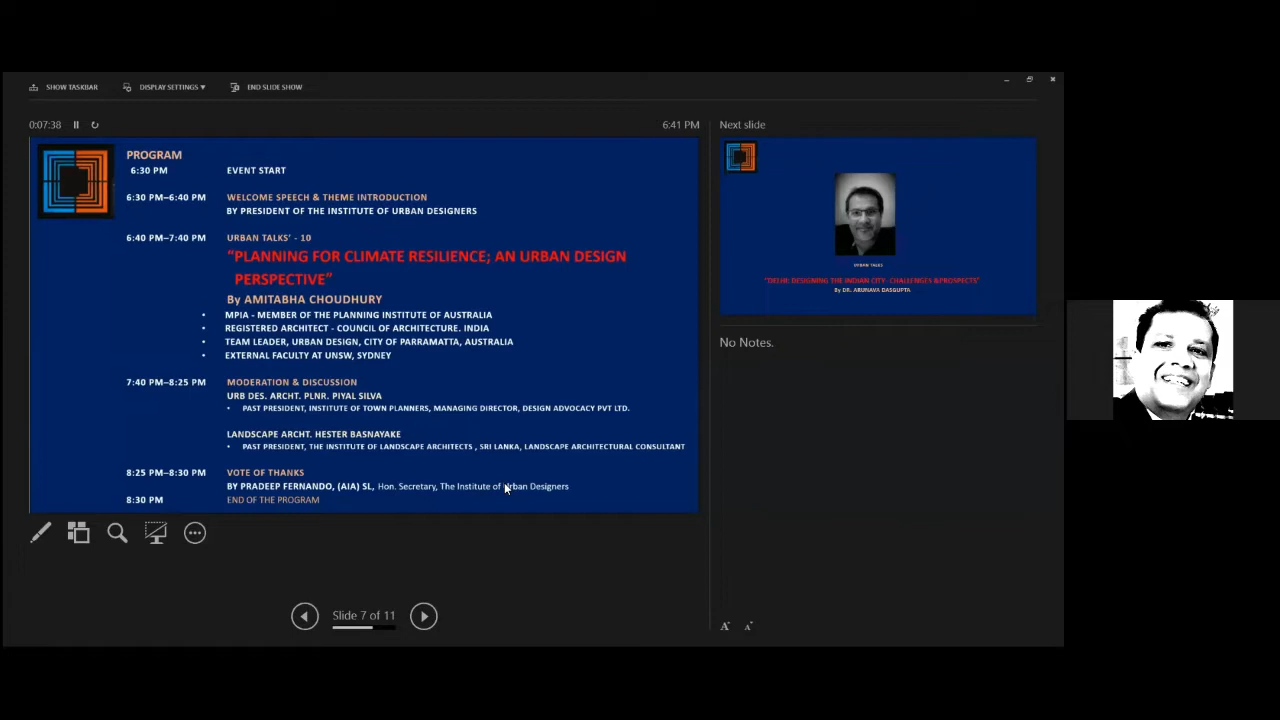 SHOW TASKBAR
DISPLAY SETTINGS ▾
END SLIDE SHOW
0:07:38
6:41 PM
PROGRAM
6:30 PM EVENT START
6:30 PM–6:40 PM WELCOME SPEECH & THEME INTRODUCTION
BY PRESIDENT OF THE INSTITUTE OF URBAN DESIGNERS
6:40 PM–7:40 PM URBAN TALKS’ - 10
“PLANNING FOR CLIMATE RESILIENCE; AN URBAN DESIGN
PERSPECTIVE”
By AMITABHA CHOUDHURY
• MPIA - MEMBER OF THE PLANNING INSTITUTE OF AUSTRALIA
• REGISTERED ARCHITECT - COUNCIL OF ARCHITECTURE. INDIA
• TEAM LEADER, URBAN DESIGN, CITY OF PARRAMATTA, AUSTRALIA
• EXTERNAL FACULTY AT UNSW, SYDNEY
7:40 PM–8:25 PM MODERATION & DISCUSSION
URB DES. ARCHT. PLNR. PIYAL SILVA
• PAST PRESIDENT, INSTITUTE OF TOWN PLANNERS, MANAGING DIRECTOR, DESIGN ADVOCACY PVT LTD.
LANDSCAPE ARCHT. HESTER BASNAYAKE
• PAST PRESIDENT, THE INSTITUTE OF LANDSCAPE ARCHITECTS , SRI LANKA, LANDSCAPE ARCHITECTURAL CONSULTANT
8:25 PM–8:30 PM VOTE OF THANKS
BY PRADEEP FERNANDO, (AIA) SL, Hon. Secretary, The Institute of Urban Designers
8:30 PM END OF THE PROGRAM
Slide 7 of 11
Next slide
URBAN TALKS
“DELHI: DESIGNING THE INDIAN CITY- CHALLENGES &PROSPECTS”
By DR. ARUNAVA DASGUPTA
No Notes.
A A